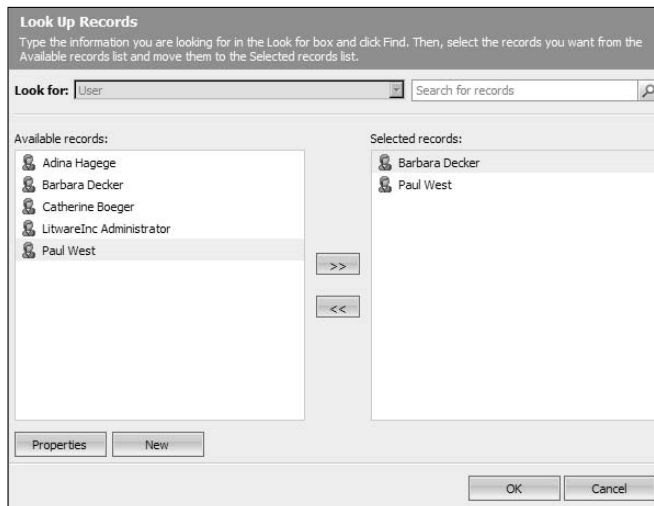 Look Up Records
Type the information you are looking for in the Look for box and click Find. Then, select the records you want from the
Available records list and move them to the Selected records list.
Look for: User
Search for records
Available records:
Adina Hagege
Barbara Decker
Catherine Boeger
LitwareInc Administrator
Paul West
>>
<<
Selected records:
Barbara Decker
Paul West
Properties
New
OK
Cancel